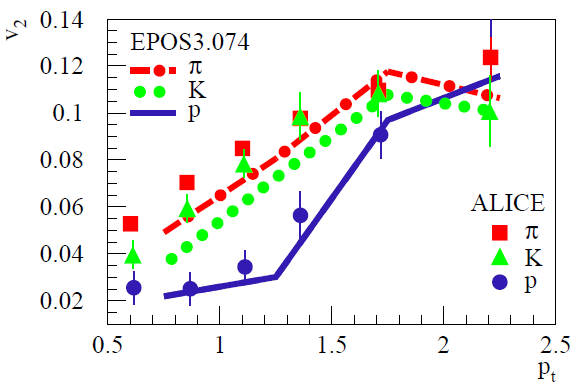 v2
0.14
0.12
0.1
0.08
0.06
0.04
0.02
EPOS3.074
π
K
p
ALICE
π
K
p
0.5
1
1.5
2
2.5
pt